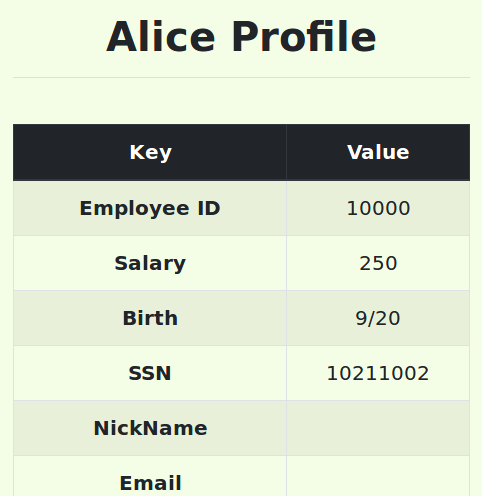 Alice Profile
Key Value
Employee ID 10000
Salary 250
Birth 9/20
SSN 10211002
NickName
Email